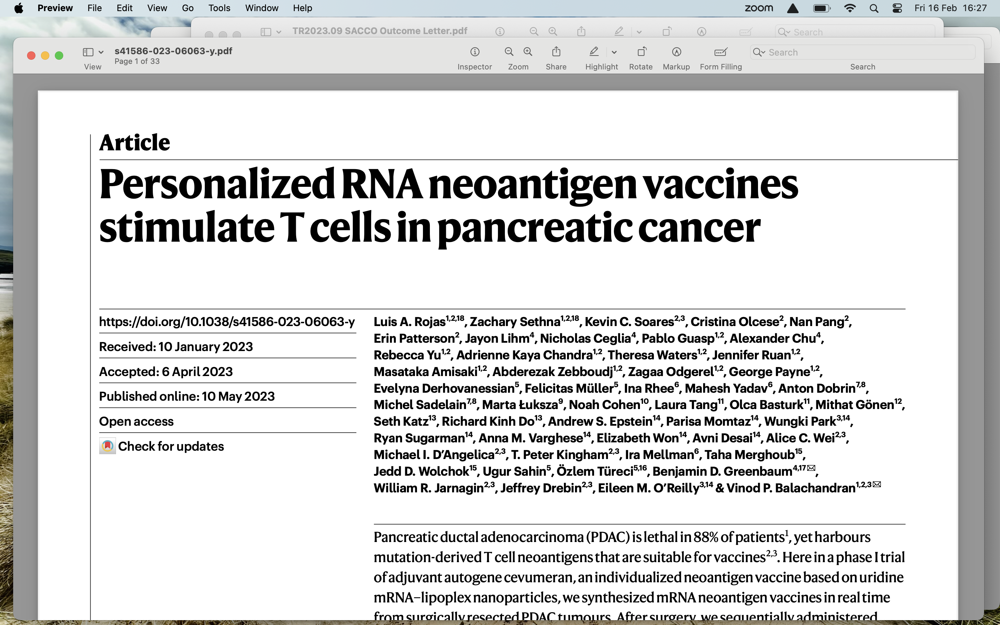 Preview File Edit View Go Tools Window Help zoom Fri 16 Feb 16:27
TR2023.09 SACCO Outcome Letter.pdf Search
s41586-023-06063-y.pdf Search
Page 1 of 33
View Inspector Zoom Share Highlight Rotate Markup Form Filling Search
Article
Personalized RNA neoantigen vaccines
stimulate T cells in pancreatic cancer
https://doi.org/10.1038/s41586-023-06063-y
Received: 10 January 2023
Accepted: 6 April 2023
Published online: 10 May 2023
Open access
Check for updates
Luis A. Rojas1,2,18, Zachary Sethna1,2,18, Kevin C. Soares2,3, Cristina Olcese2, Nan Pang2,
Erin Patterson2, Jayon Lihm4, Nicholas Ceglia4, Pablo Guasp1,2, Alexander Chu4,
Rebecca Yu1,2, Adrienne Kaya Chandra1,2, Theresa Waters1,2, Jennifer Ruan1,2,
Masataka Amisaki1,2, Abderezak Zebboudj1,2, Zagaa Odgerel1,2, George Payne1,2,
Evelyna Derhovanessian5, Felicitas Müller5, Ina Rhee6, Mahesh Yadav6, Anton Dobrin7,8,
Michel Sadelain7,8, Marta Łuksza9, Noah Cohen10, Laura Tang11, Olca Basturk11, Mithat Gönen12,
Seth Katz13, Richard Kinh Do13, Andrew S. Epstein14, Parisa Momtaz14, Wungki Park3,14,
Ryan Sugarman14, Anna M. Varghese14, Elizabeth Won14, Avni Desai14, Alice C. Wei2,3,
Michael I. D’Angelica2,3, T. Peter Kingham2,3, Ira Mellman6, Taha Merghoub15,
Jedd D. Wolchok15, Ugur Sahin5, Özlem Türeci5,16, Benjamin D. Greenbaum4,17✉,
William R. Jarnagin2,3, Jeffrey Drebin2,3, Eileen M. O’Reilly3,14 & Vinod P. Balachandran1,2,3✉
Pancreatic ductal adenocarcinoma (PDAC) is lethal in 88% of patients1, yet harbours
mutation-derived T cell neoantigens that are suitable for vaccines2,3. Here in a phase I trial
of adjuvant autogene cevumeran, an individualized neoantigen vaccine based on uridine
mRNA–lipoplex nanoparticles, we synthesized mRNA neoantigen vaccines in real time
from surgically resected PDAC tumours. After surgery, we sequentially administered